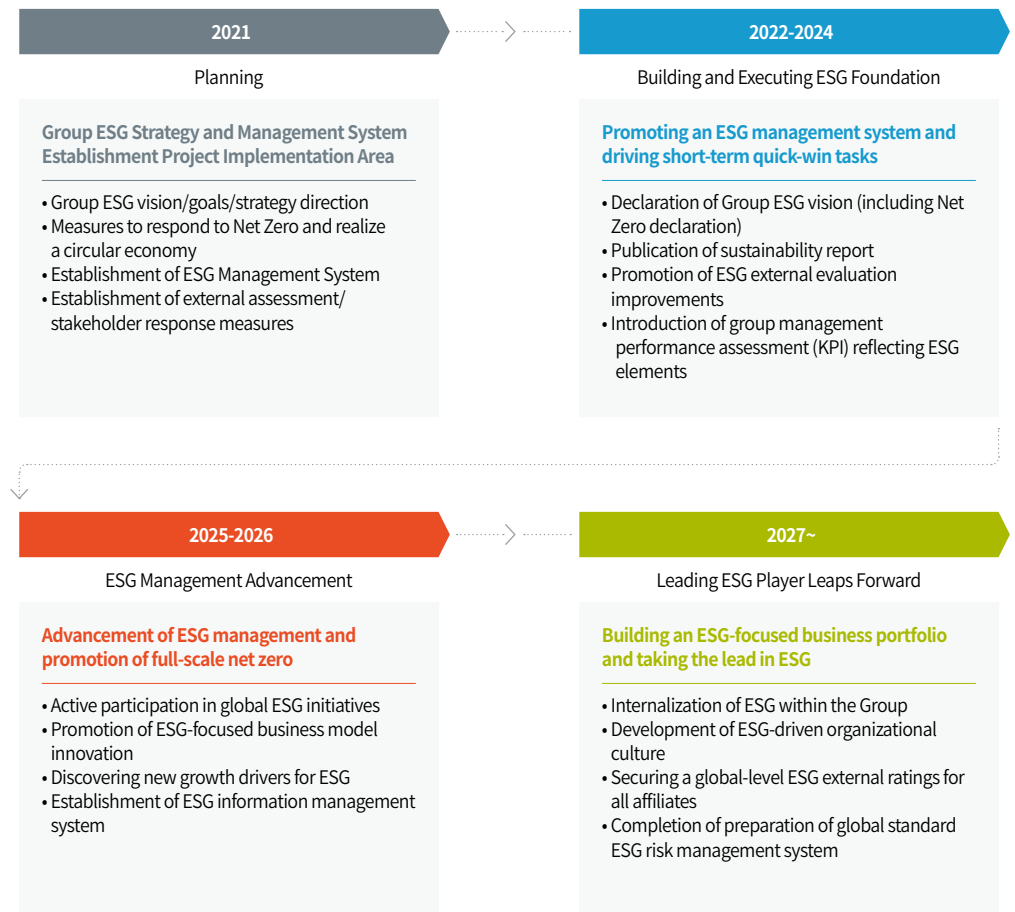 2021
Planning
Group ESG Strategy and Management System
Establishment Project Implementation Area
• Group ESG vision/goals/strategy direction
• Measures to respond to Net Zero and realize
a circular economy
• Establishment of ESG Management System
• Establishment of external assessment/
stakeholder response measures
2022-2024
Building and Executing ESG Foundation
Promoting an ESG management system and
driving short-term quick-win tasks
• Declaration of Group ESG vision (including Net
Zero declaration)
• Publication of sustainability report
• Promotion of ESG external evaluation
improvements
• Introduction of group management
performance assessment (KPI) reflecting ESG
elements
2025-2026
ESG Management Advancement
Advancement of ESG management and
promotion of full-scale net zero
• Active participation in global ESG initiatives
• Promotion of ESG-focused business model
innovation
• Discovering new growth drivers for ESG
• Establishment of ESG information management
system
2027~
Leading ESG Player Leaps Forward
Building an ESG-focused business portfolio
and taking the lead in ESG
• Internalization of ESG within the Group
• Development of ESG-driven organizational
culture
• Securing a global-level ESG external ratings for
all affiliates
• Completion of preparation of global standard
ESG risk management system